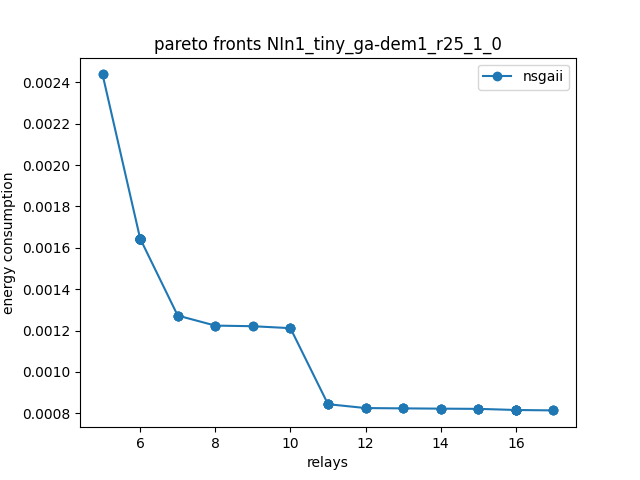 pareto fronts NIn1_tiny_ga-dem1_r25_1_0
nsgaii
energy consumption
0.0024
0.0022
0.0020
0.0018
0.0016
0.0014
0.0012
0.0010
0.0008
6 8 10 12 14 16
relays